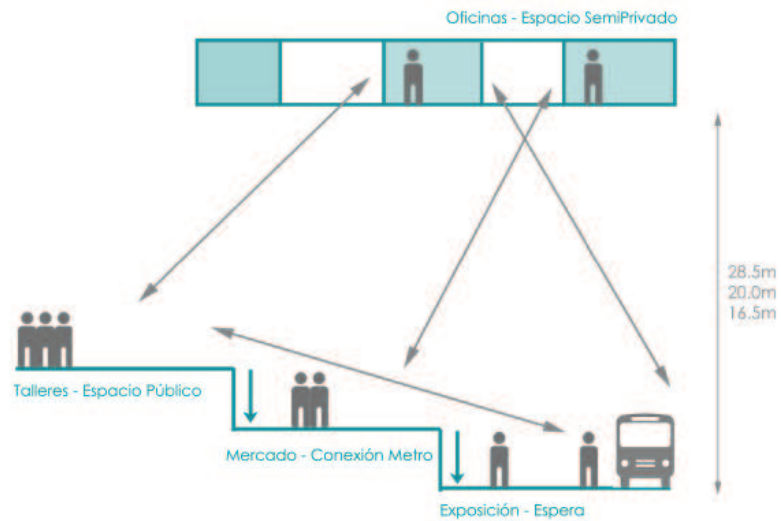 Oficinas - Espacio SemiPrivado
28.5m
20.0m
16.5m
Talleres - Espacio Público
Mercado - Conexión Metro
Exposición - Espera